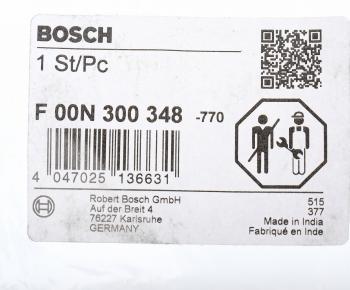 BOSCH
1 St/Pc
F 00N 300 348 -770
4 047025 136631
Robert Bosch GmbH
Auf der Breit 4
76227 Karlsruhe
GERMANY
515
377
Made in India
Fabriqué en Inde